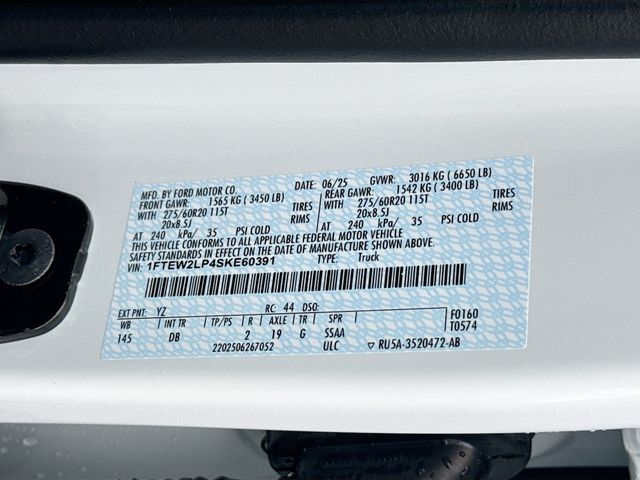 MFD. BY FORD MOTOR CO. DATE: 06/25 GVWR: 3016 KG ( 6650 LB)
FRONT GAWR: 1565 KG ( 3450 LB) REAR GAWR: 1542 KG ( 3400 LB)
WITH 275/60R20 115T TIRES WITH 275/60R20 115T TIRES
20x8.5J RIMS 20x8.5J RIMS
AT 240 kPa/ 35 PSI COLD AT 240 kPa/ 35 PSI COLD
THIS VEHICLE CONFORMS TO ALL APPLICABLE FEDERAL MOTOR VEHICLE
SAFETY STANDARDS IN EFFECT ON THE DATE OF MANUFACTURE SHOWN ABOVE.
VIN: 1FTEW2LP4SKE60391 TYPE: Truck
EXT PNT: YZ RC: 44 DSO: F0160
WB INT TR TP/PS R AXLE TR SPR T0574
145 DB 2 19 G SSAA
2202506267052 ULC ▽ RU5A-3520472-AB